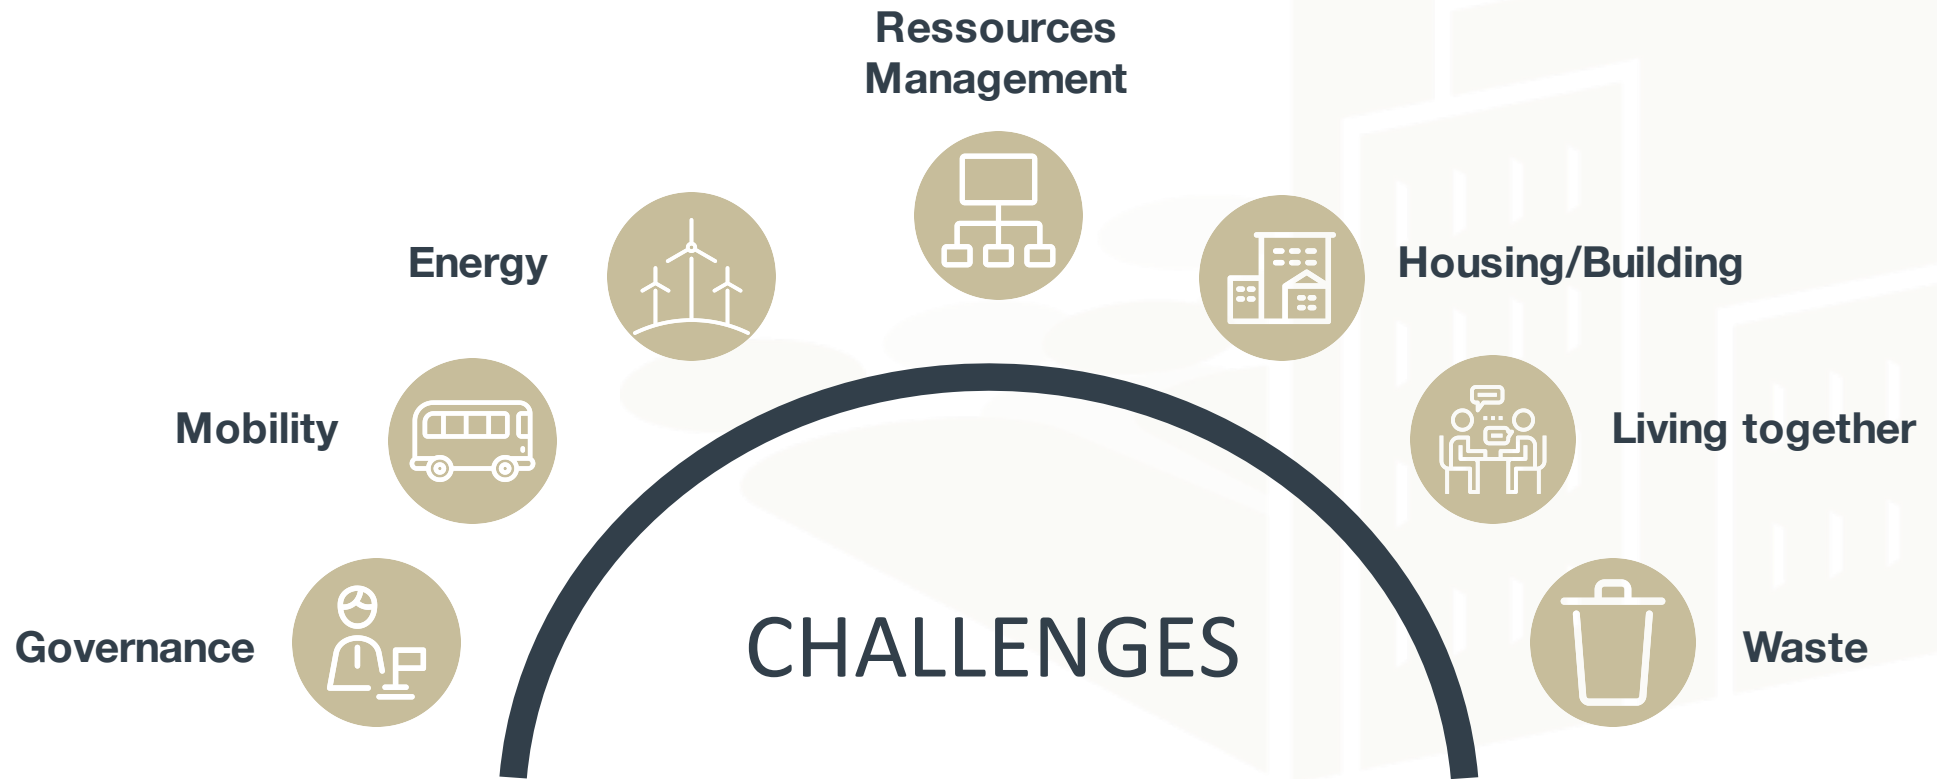 Ressources
Management
Energy
Housing/Building
Mobility
Living together
Governance
CHALLENGES
Waste